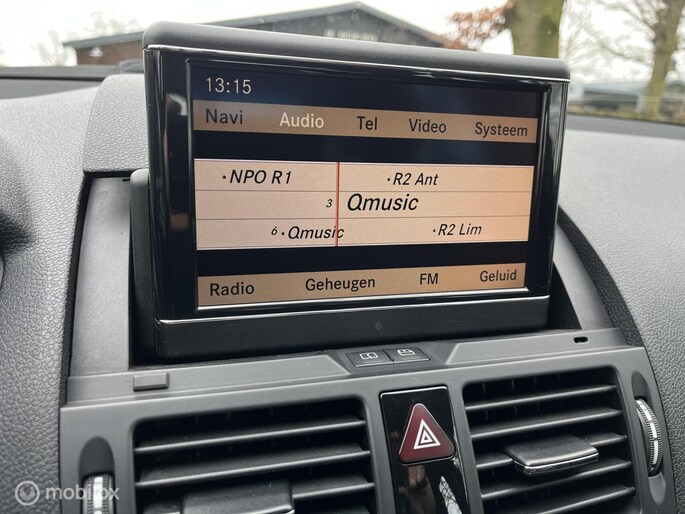 13:15
Navi Audio Tel Video Systeem
•NPO R1 •R2 Ant
3 Qmusic
6 •Qmusic •R2 Lim
Radio Geheugen FM Geluid
© mobirix